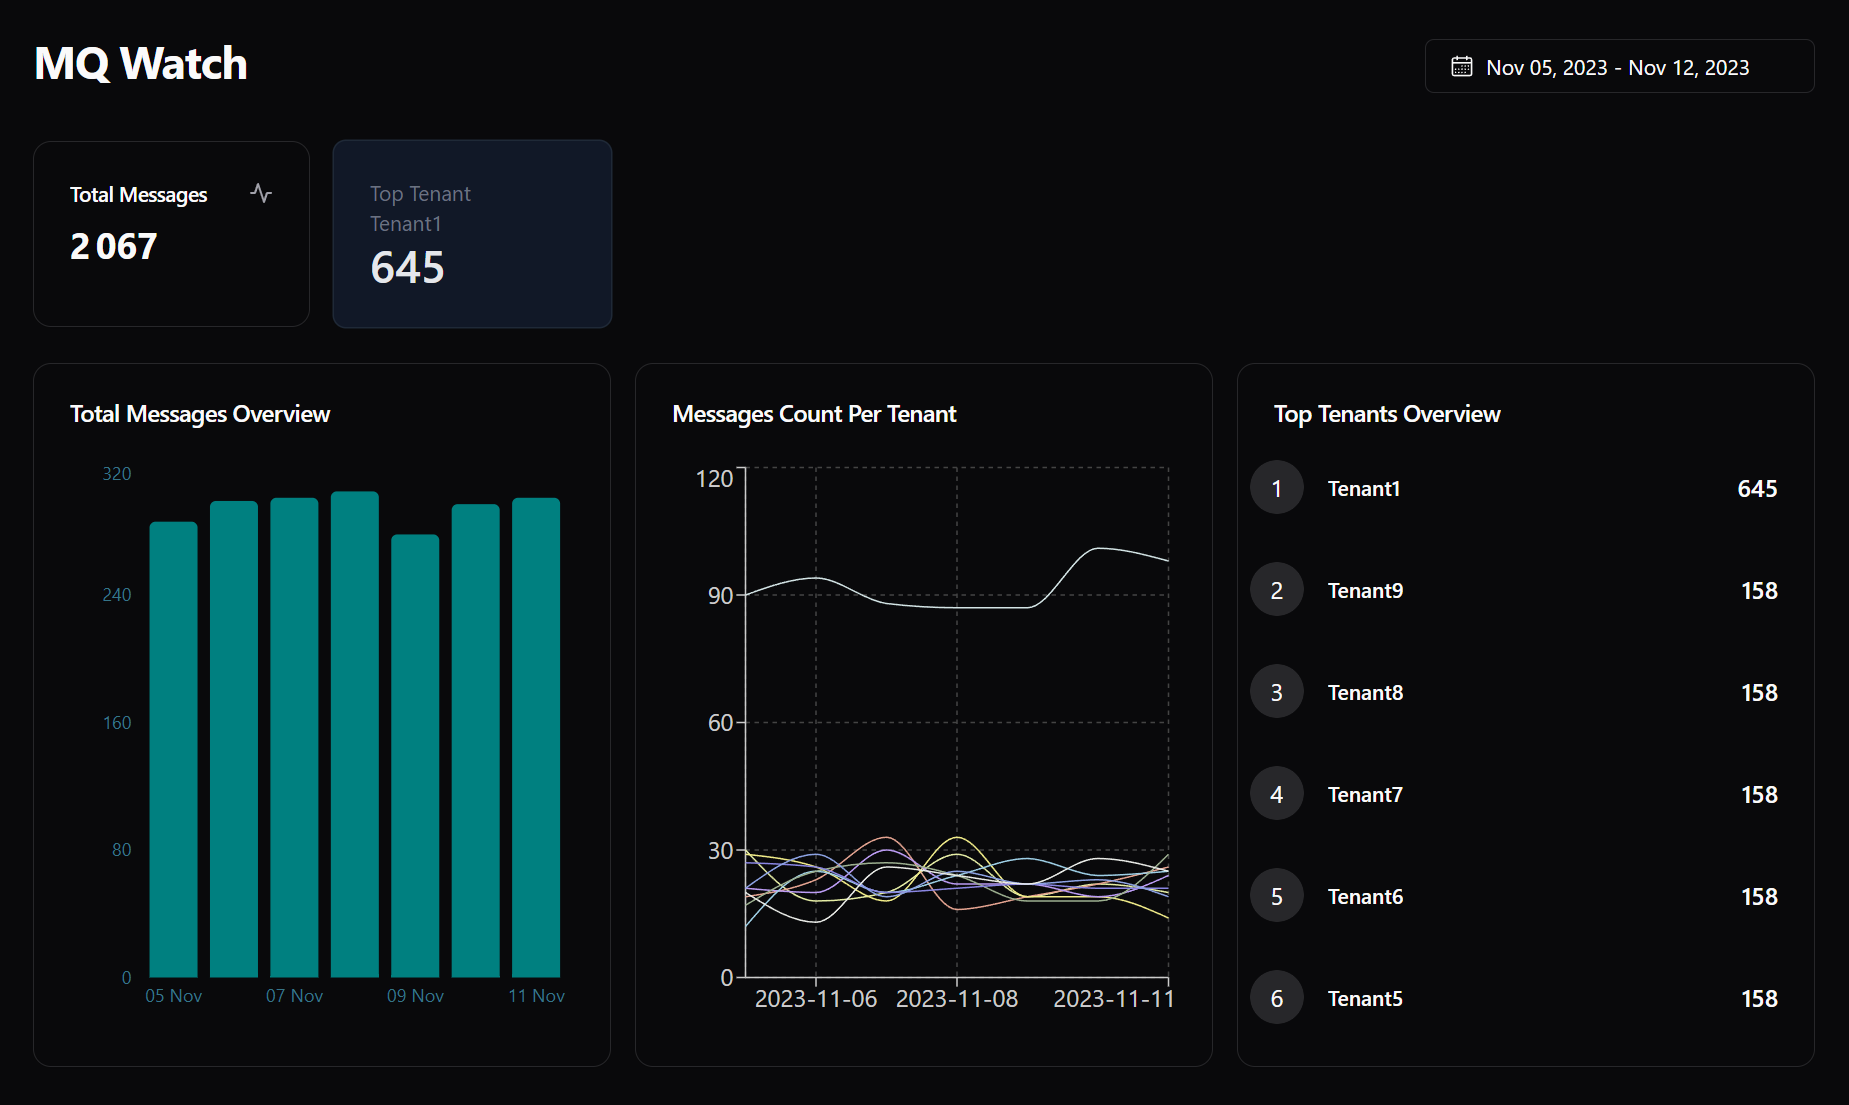 MQ Watch
Nov 05, 2023 - Nov 12, 2023
Total Messages
2 067
Top Tenant
Tenant1
645
Total Messages Overview
320
240
160
80
0
05 Nov
07 Nov
09 Nov
11 Nov
Messages Count Per Tenant
120
90
60
30
0
2023-11-06
2023-11-08
2023-11-11
Top Tenants Overview
1 Tenant1 645
2 Tenant9 158
3 Tenant8 158
4 Tenant7 158
5 Tenant6 158
6 Tenant5 158